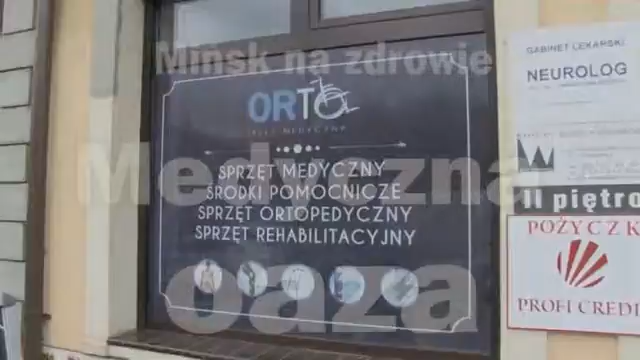 Mińsk na zdrowie
ORTO
SPRZĘT MEDYCZNY
ŚRODKI POMOCNICZE
SPRZĘT ORTOPEDYCZNY
SPRZĘT REHABILITACYJNY
Medyczna
oaza
GABINET LEKARSKI
NEUROLOG
II piętro
POŻYCZK
PROFI CREDI